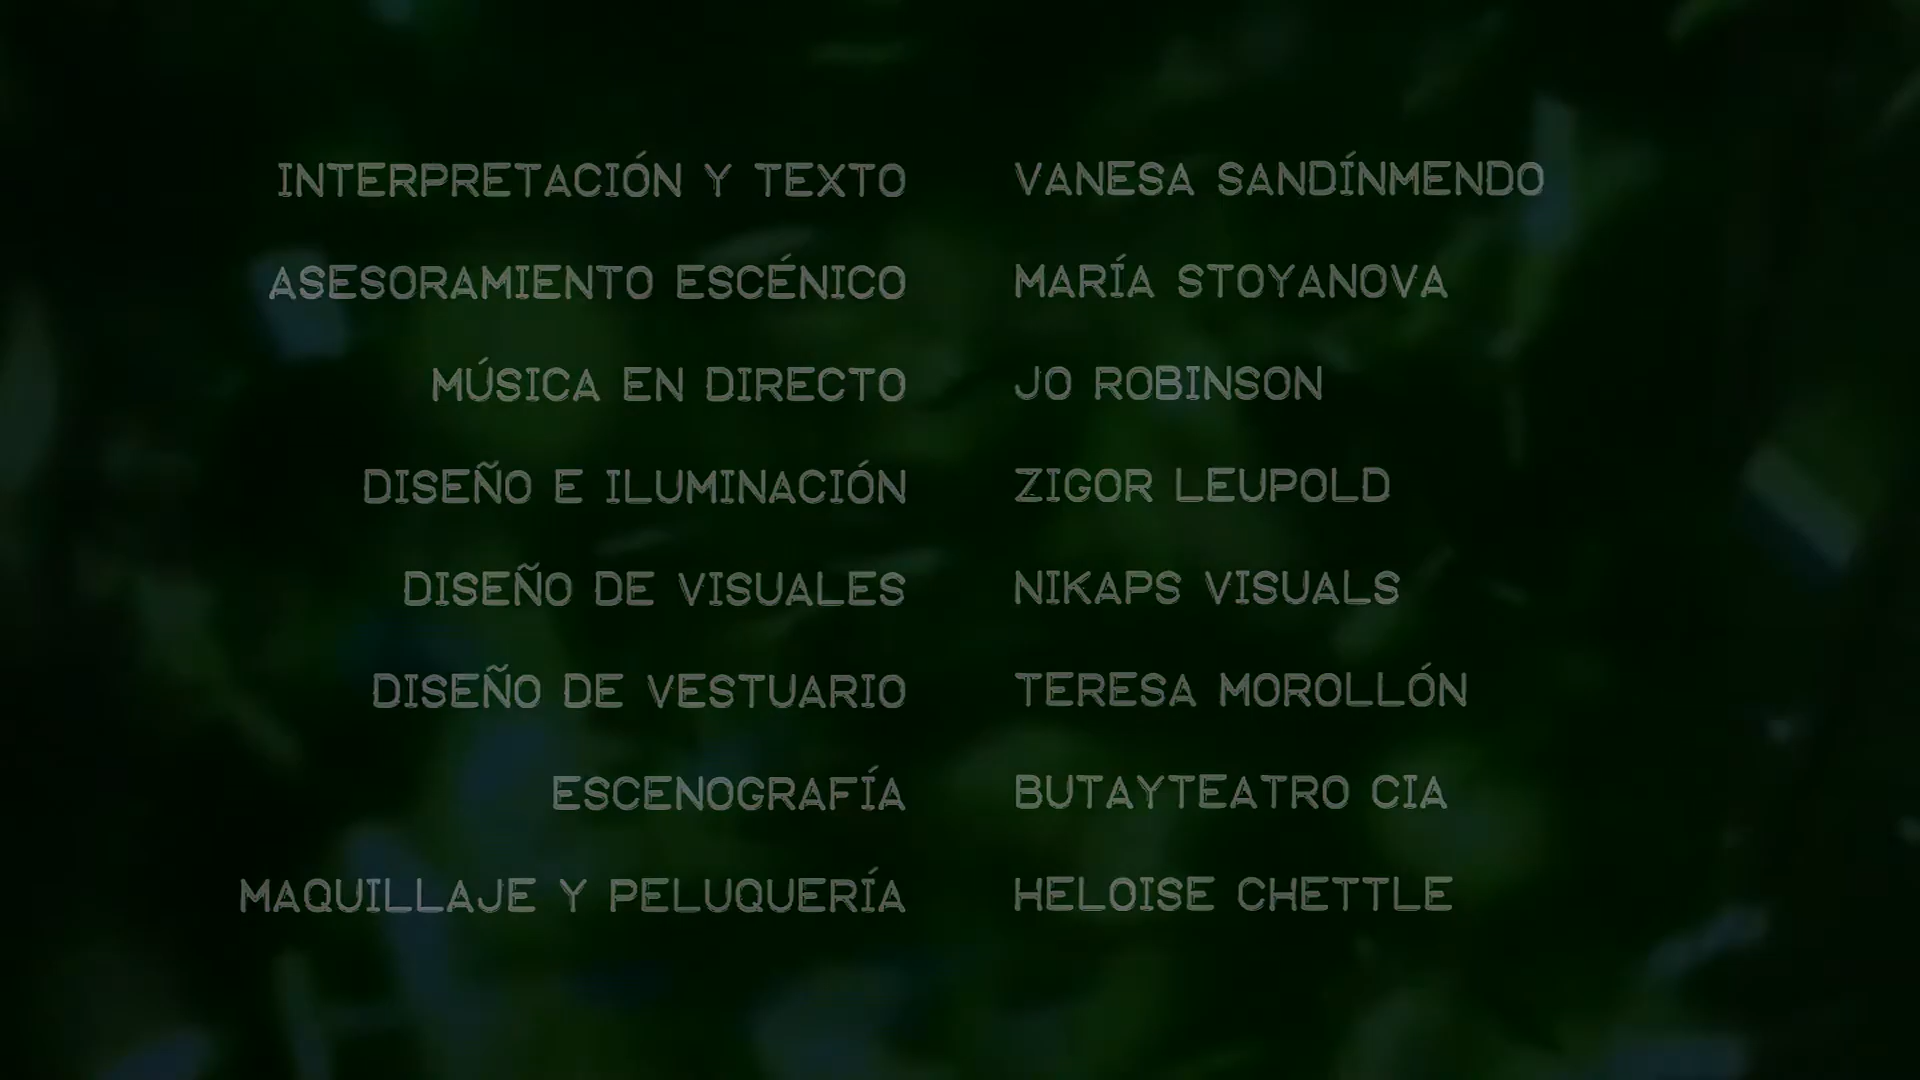 INTERPRETACIÓN Y TEXTO VANESA SANDÍNMENDO
ASESORAMIENTO ESCÉNICO MARÍA STOYANOVA
MÚSICA EN DIRECTO JO ROBINSON
DISEÑO E ILUMINACIÓN ZIGOR LEUPOLD
DISEÑO DE VISUALES NIKAPS VISUALS
DISEÑO DE VESTUARIO TERESA MOROLLÓN
ESCENOGRAFÍA BUTAYTEATRO CIA
MAQUILLAJE Y PELUQUERÍA HELOISE CHETTLE